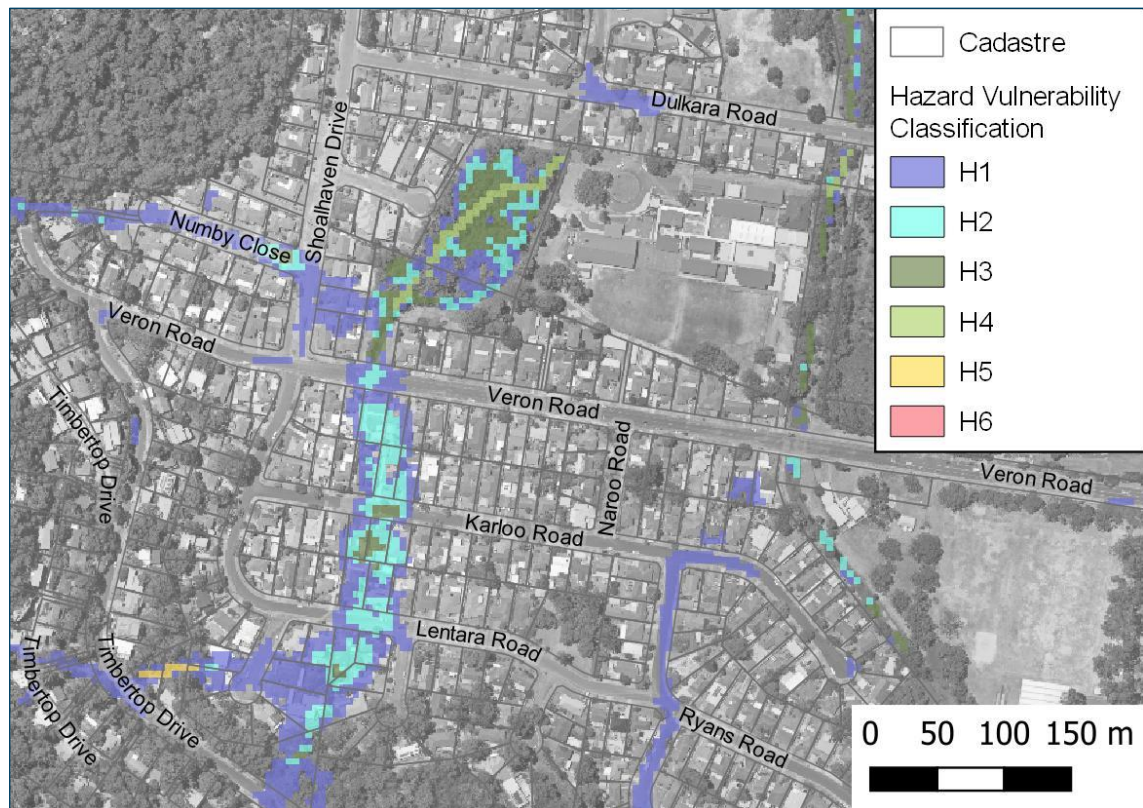 Cadastre
Hazard Vulnerability
Classification
H1
H2
H3
H4
H5
H6
Dulkara Road
Shoalhaven Drive
Numby Close
Veron Road
Veron Road
Veron Road
Timbertop Drive
Naroo Road
Karloo Road
Lentara Road
Timbertop Drive
Timbertop Drive
Ryans Road
0 50 100 150 m